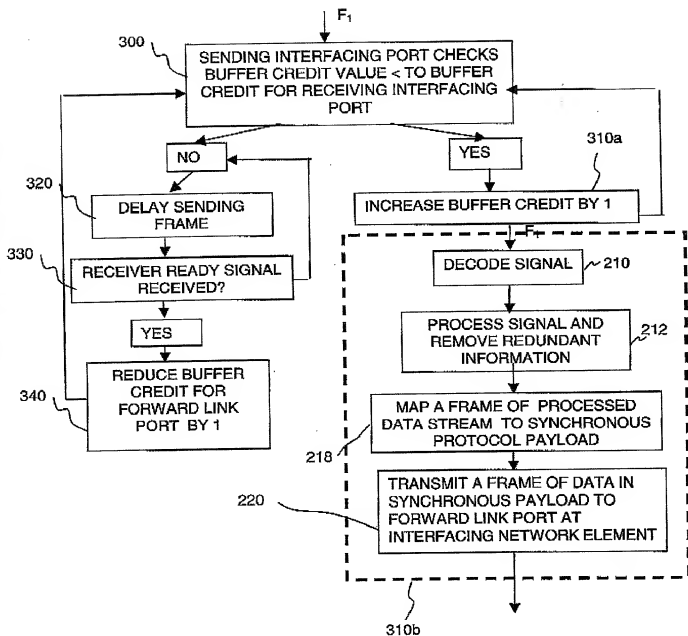 F1
300
SENDING INTERFACING PORT CHECKS
BUFFER CREDIT VALUE < TO BUFFER
CREDIT FOR RECEIVING INTERFACING
PORT
NO
YES
310a
320
DELAY SENDING
FRAME
INCREASE BUFFER CREDIT BY 1
F1
330
RECEIVER READY SIGNAL
RECEIVED?
DECODE SIGNAL
210
YES
PROCESS SIGNAL AND
REMOVE REDUNDANT
INFORMATION
212
340
REDUCE BUFFER
CREDIT FOR
FORWARD LINK
PORT BY 1
MAP A FRAME OF PROCESSED
DATA STREAM TO SYNCHRONOUS
PROTOCOL PAYLOAD
218
TRANSMIT A FRAME OF DATA IN
SYNCHRONOUS PAYLOAD TO
FORWARD LINK PORT AT
INTERFACING NETWORK ELEMENT
220
310b